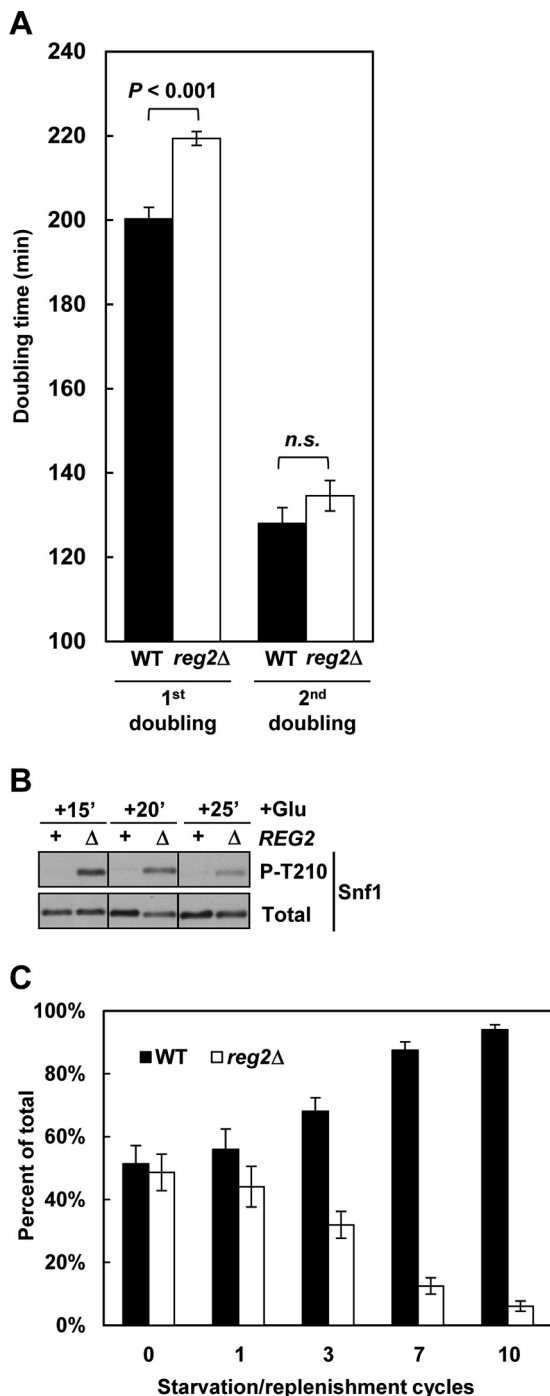 A
240
220
200
180
160
140
120
100
Doubling time (min)
P < 0.001
n.s.
WT reg2Δ WT reg2Δ
1st 2nd
doubling doubling
B
+15’ +20’ +25’ +Glu
+ Δ + Δ + Δ REG2
P-T210
Total
Snf1
C
100%
80%
60%
40%
20%
0%
Percent of total
WT reg2Δ
0 1 3 7 10
Starvation/replenishment cycles